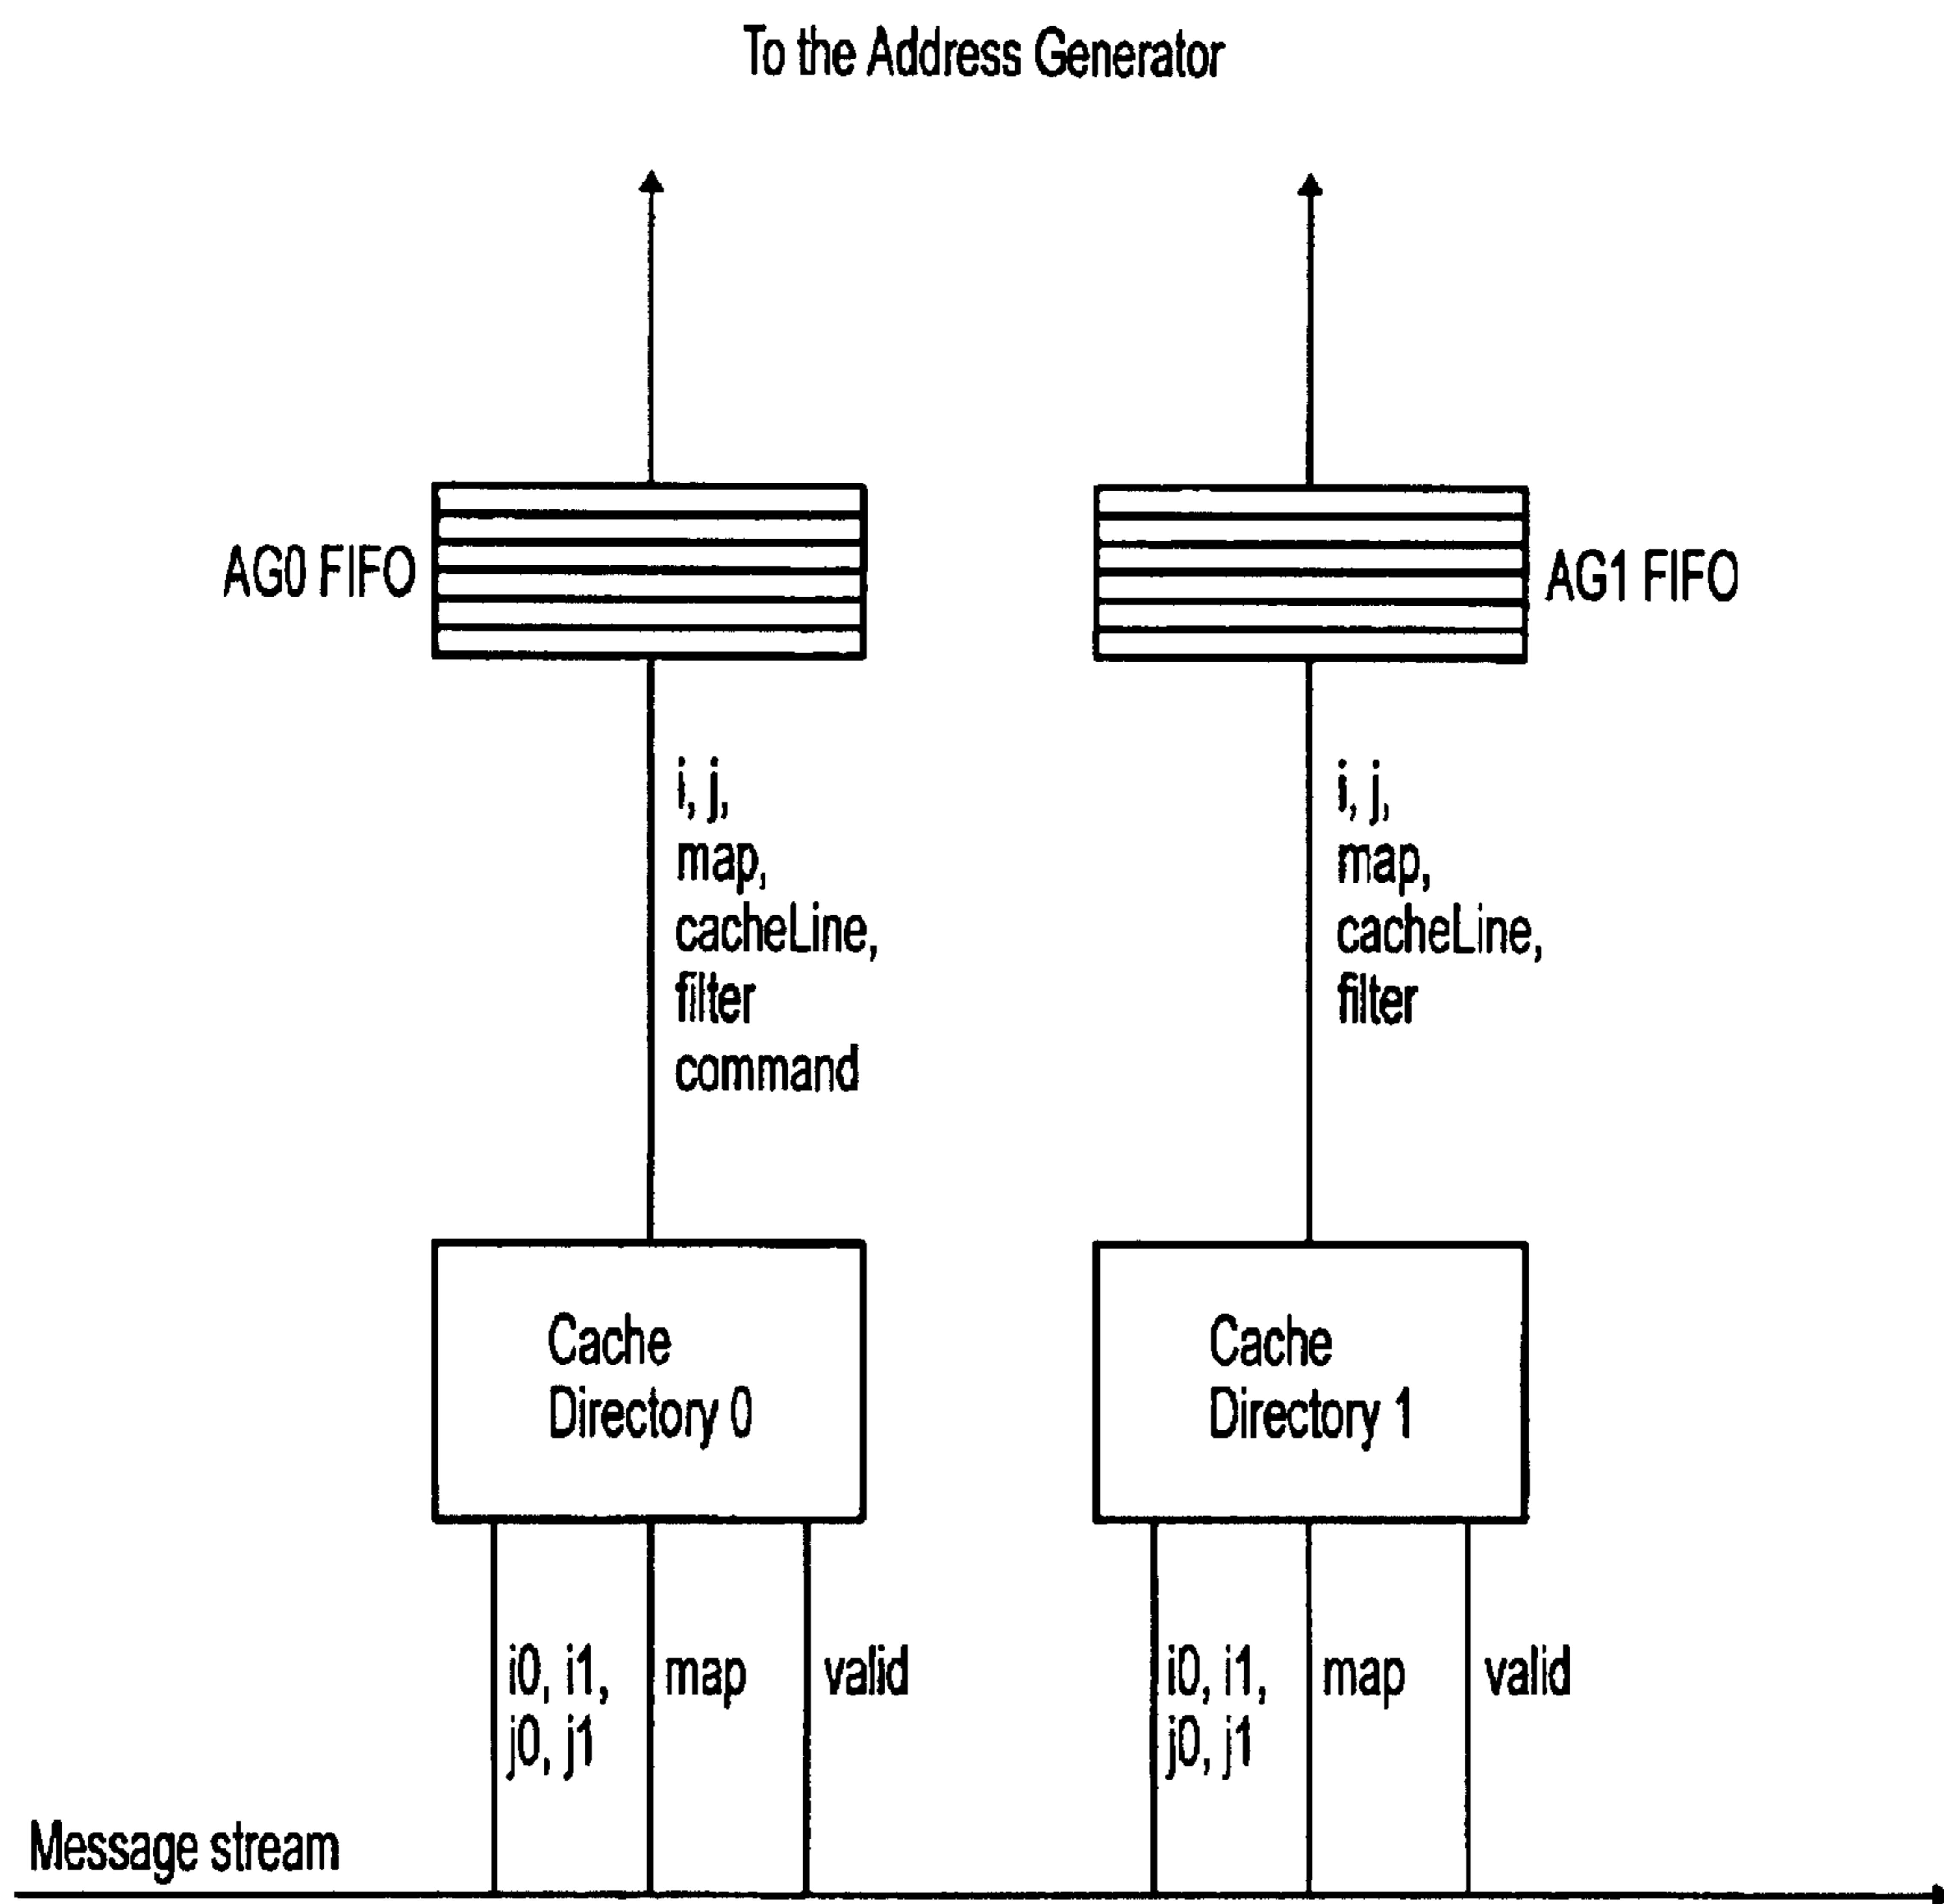 To the Address Generator
AG0 FIFO
AG1 FIFO
i, j,
map,
cacheLine,
filter
command
i, j,
map,
cacheLine,
filter
Cache
Directory 0
Cache
Directory 1
i0, i1,
j0, j1
map
valid
i0, i1,
j0, j1
map
valid
Message stream